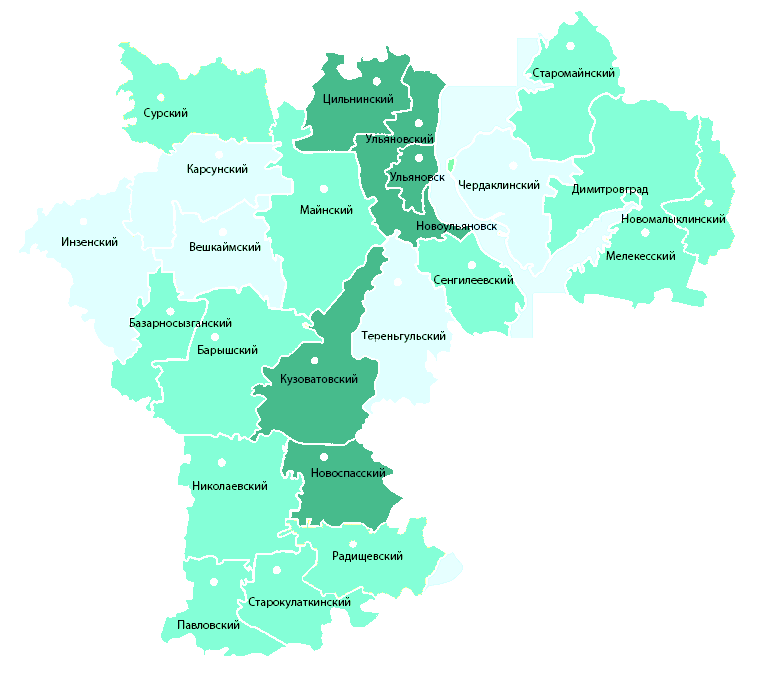 Старомайнский
Цильнинский
Сурский
Ульяновский
Карсунский
Ульяновск
Чердаклинский
Димитровград
Майнский
Новомалыклинский
Новоульяновск
Инзенский
Вешкаймский
Мелекесский
Сенгилеевский
Базарносызганский
Тереньгульский
Барышский
Кузоватовский
Новоспасский
Николаевский
Радищевский
Старокулаткинский
Павловский